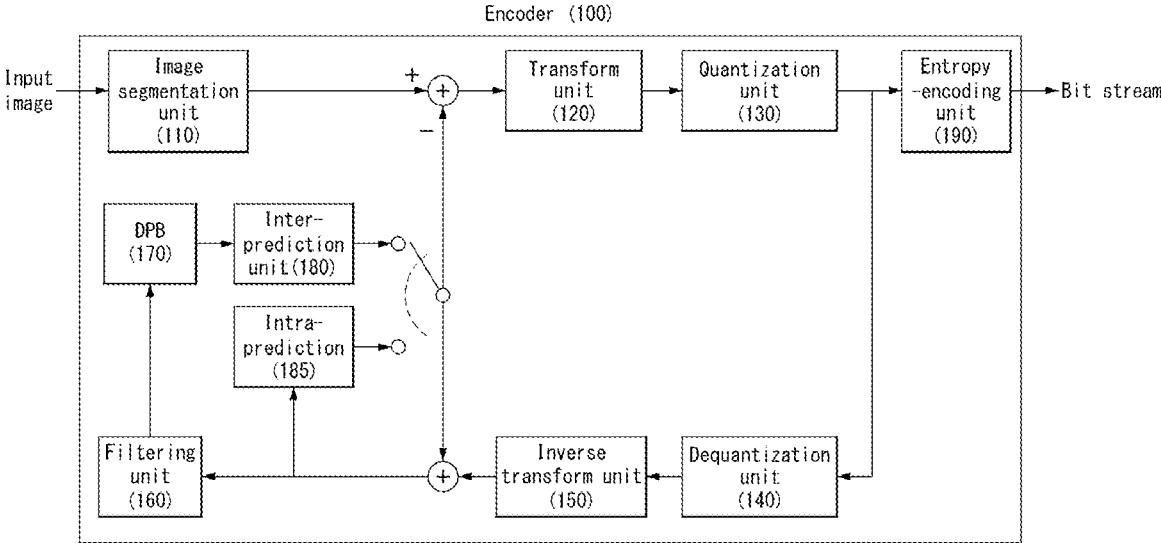 Encoder (100)
Input
image
Image
segmentation
unit
(110)
+
+
−
Transform
unit
(120)
Quantization
unit
(130)
Entropy
-encoding
unit
(190)
Bit stream
DPB
(170)
Inter-
prediction
unit(180)
Intra-
prediction
(185)
Filtering
unit
(160)
+
Inverse
transform unit
(150)
Dequantization
unit
(140)